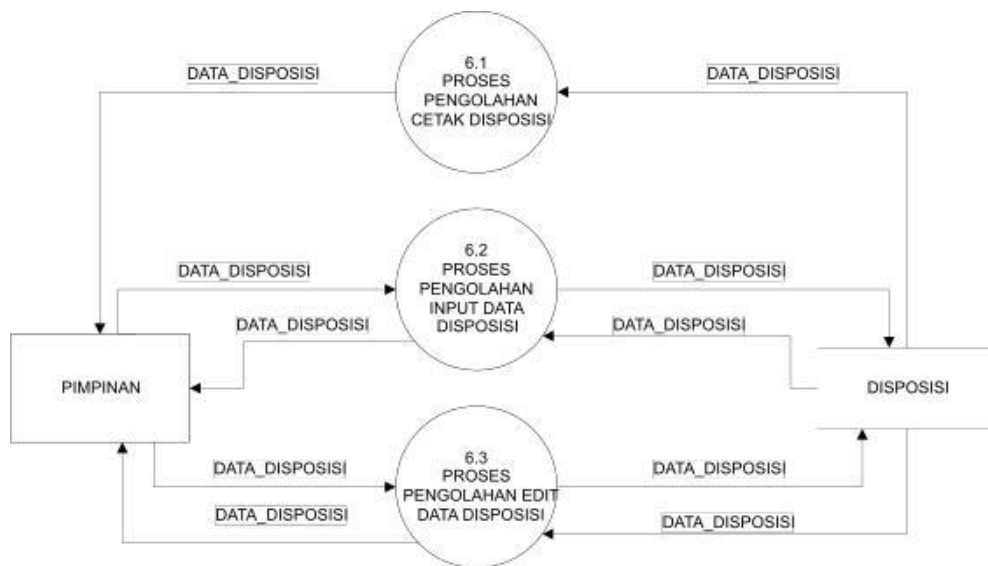 6.1
PROSES
PENGOLAHAN
CETAK DISPOSISI
DATA_DISPOSISI
DATA_DISPOSISI
6.2
PROSES
PENGOLAHAN
INPUT DATA
DISPOSISI
DATA_DISPOSISI
DATA_DISPOSISI
DATA_DISPOSISI
DATA_DISPOSISI
PIMPINAN
DISPOSISI
6.3
PROSES
PENGOLAHAN EDIT
DATA DISPOSISI
DATA_DISPOSISI
DATA_DISPOSISI
DATA_DISPOSISI
DATA_DISPOSISI